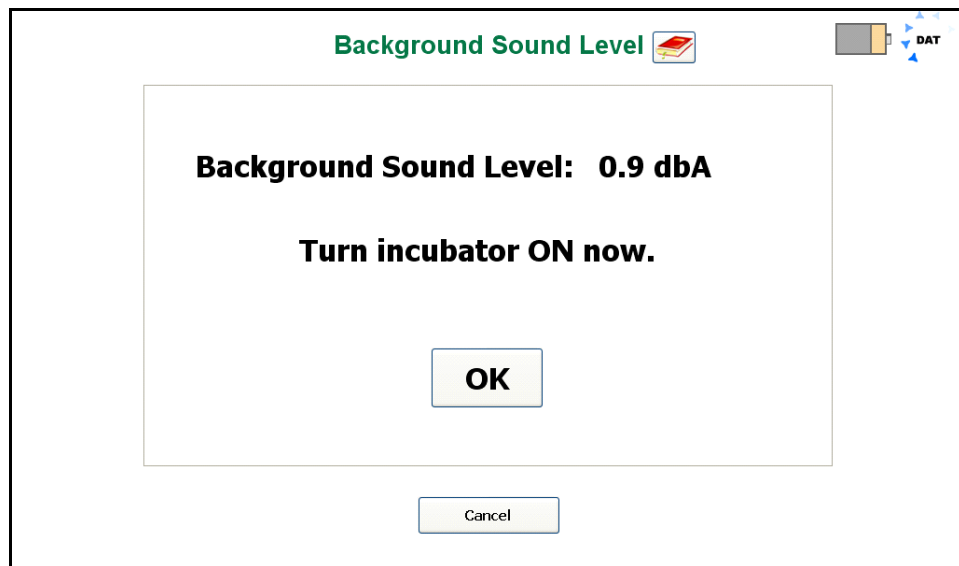 Background Sound Level
DAT
Background Sound Level: 0.9 dbA
Turn incubator ON now.
OK
Cancel